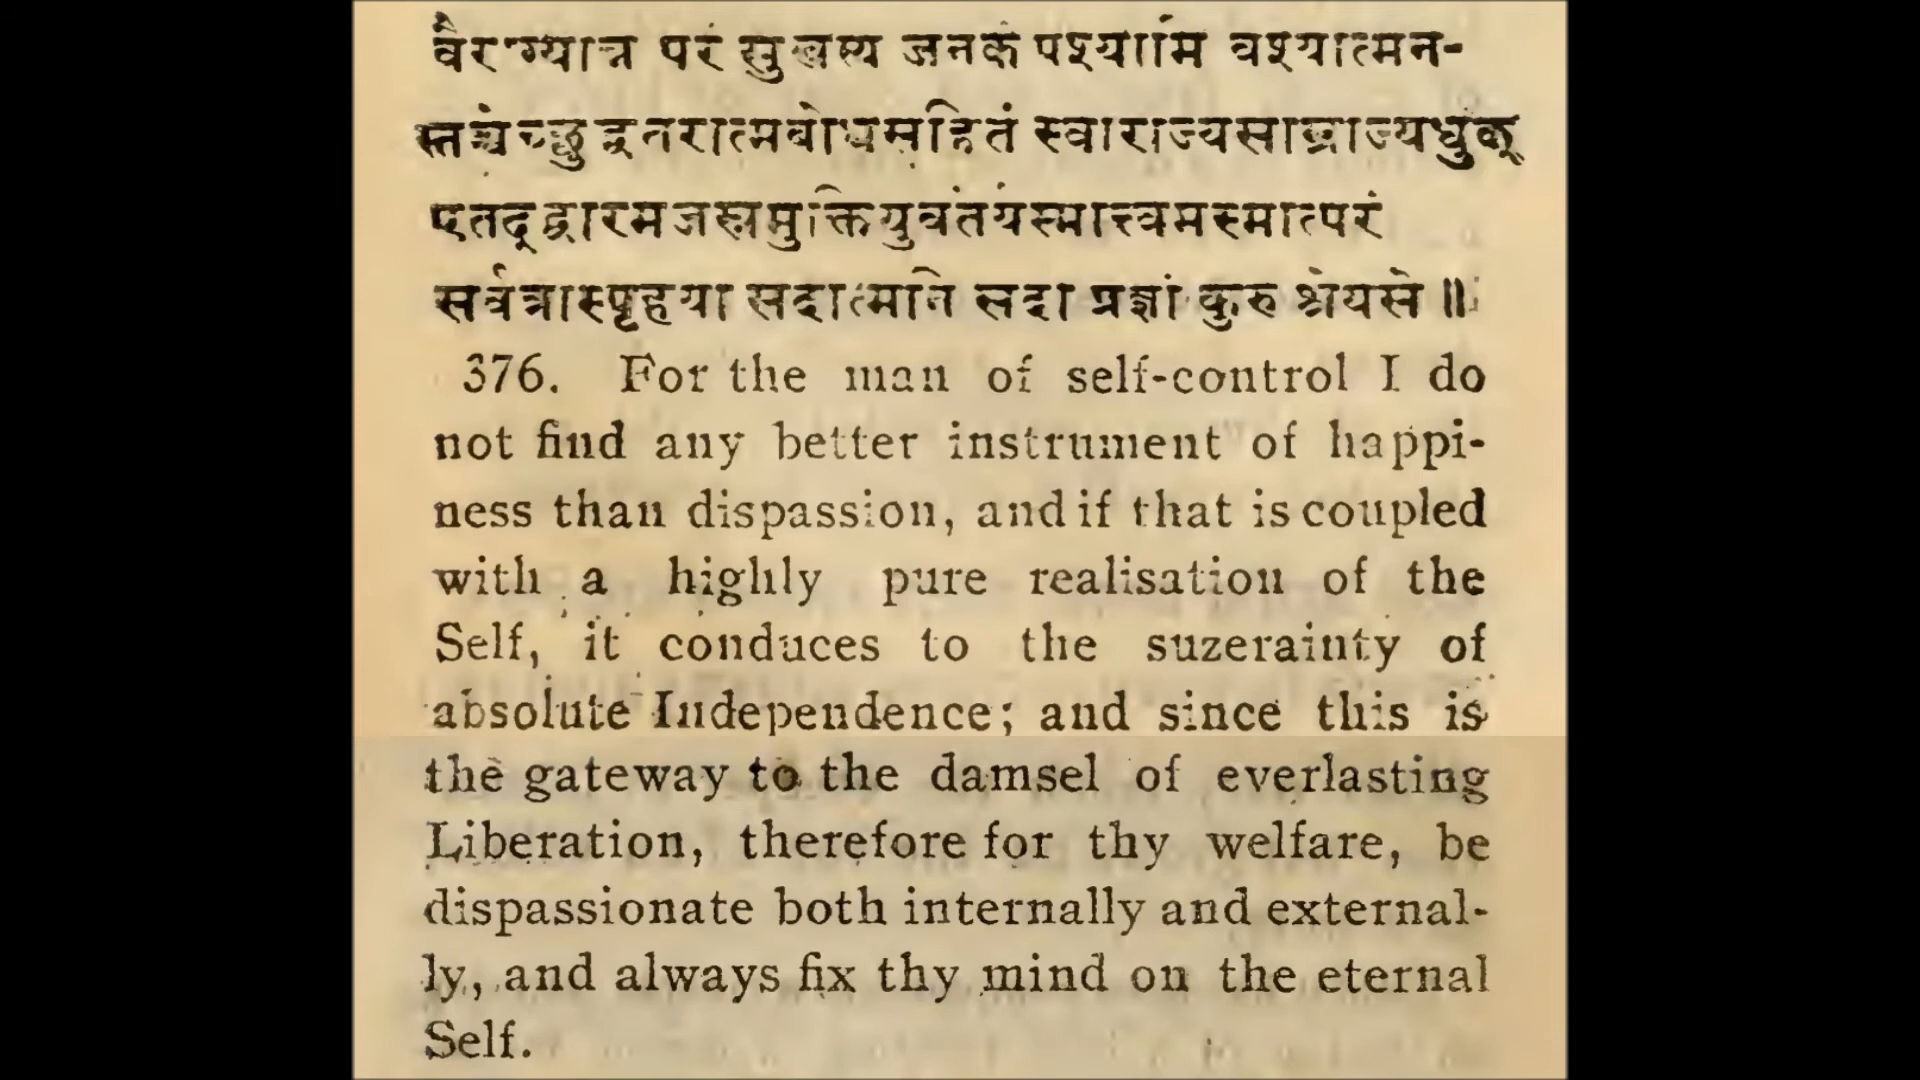 वैराग्यान्न परं सुखस्य जनकं पश्यामि वश्यात्मन-
स्तच्चेच्छुद्धतरात्मबोधसहितं स्वाराज्यसाम्राज्यधुक्
एतद्द्वारमजस्रमुक्तियुवतेर्यस्मात्त्वमस्मात्परं
सर्वत्रास्पृहया सदात्मनि सदा प्रज्ञां कुरु श्रेयसे ॥
376. For the man of self-control I do
not find any better instrument of happi-
ness than dispassion, and if that is coupled
with a highly pure realisation of the
Self, it conduces to the suzerainty of
absolute Independence; and since this is
the gateway to the damsel of everlasting
Liberation, therefore for thy welfare, be
dispassionate both internally and external-
ly, and always fix thy mind on the eternal
Self.